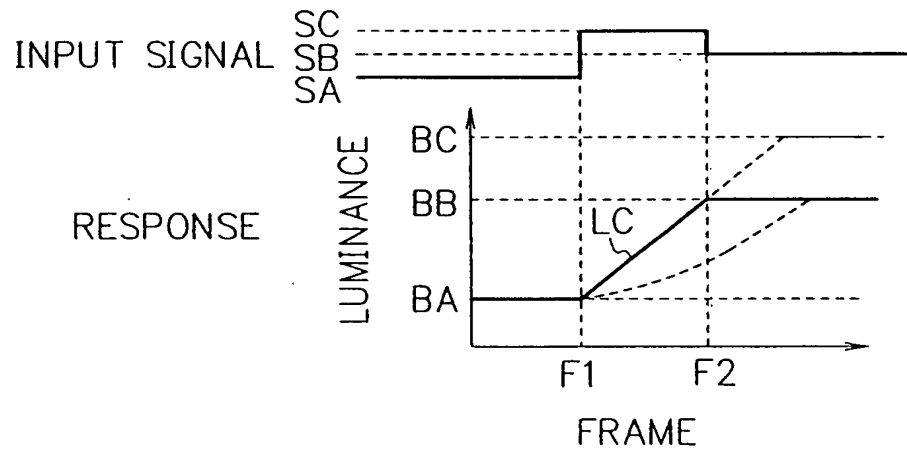 INPUT SIGNAL
SC
SB
SA
RESPONSE
LUMINANCE
BC
BB
BA
LC
F1 F2
FRAME